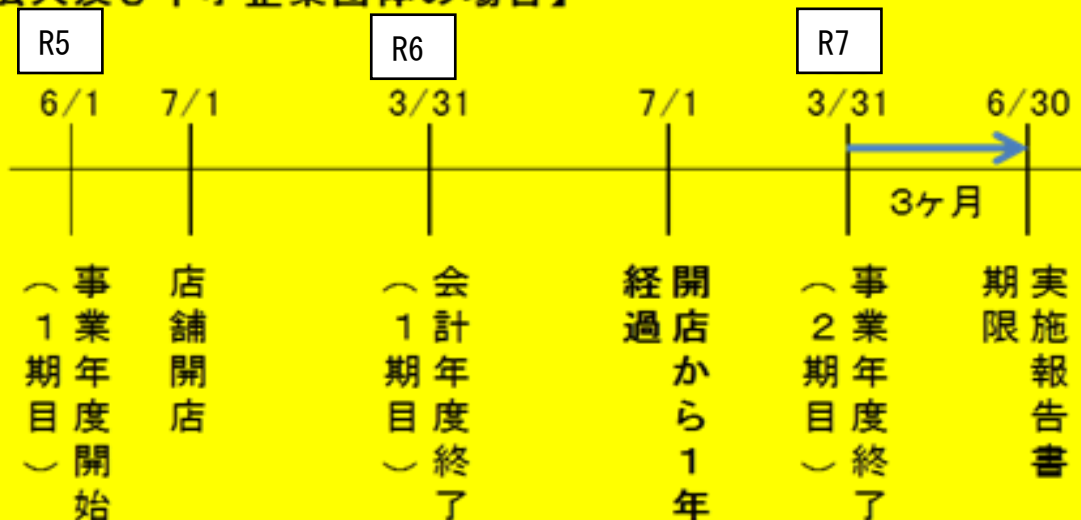 R5
R6
R7
6/1
7/1
3/31
7/1
3/31
6/30
3ケ月
事業年度開始
（１期目）
店舗開店
会計年度終了
（１期目）
開店から１年
経過
事業年度終了
（２期目）
実施報告書
期限